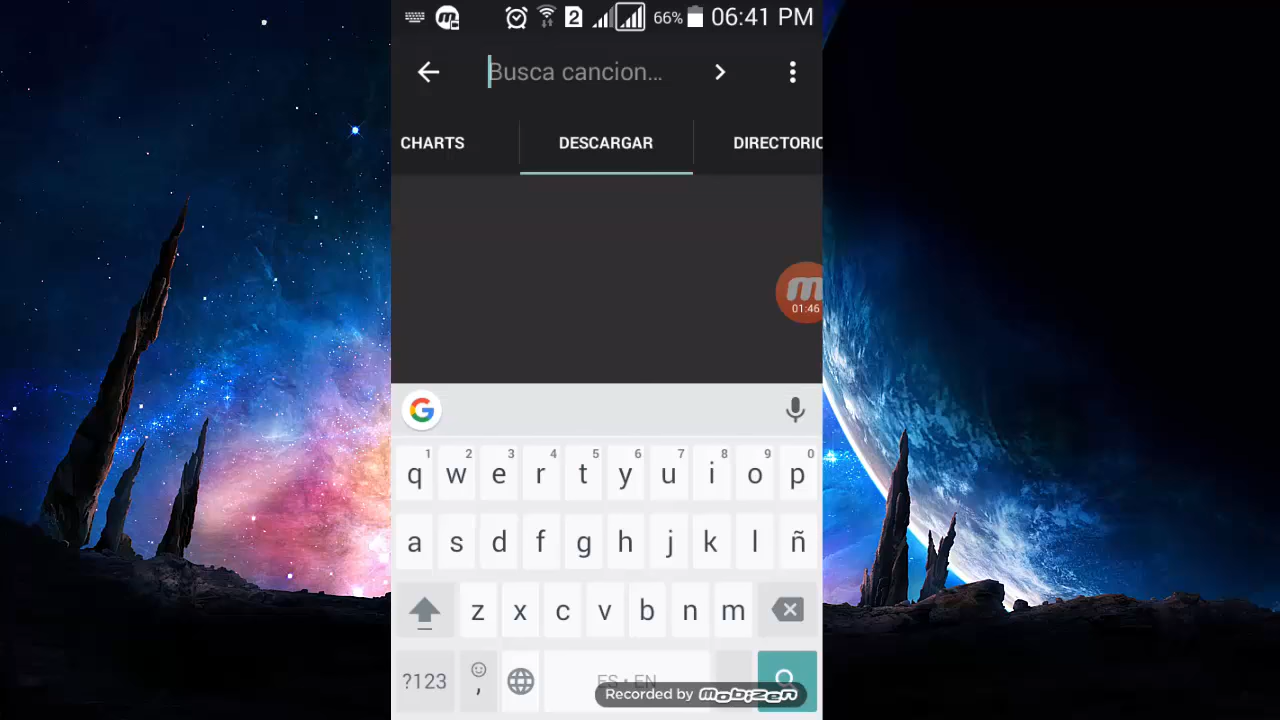 2 66% 06:41 PM
Busca cancion...
CHARTS DESCARGAR DIRECTORIO
01:46
1 2 3 4 5 6 7 8 9 0
q w e r t y u i o p
a s d f g h j k l ñ
z x c v b n m
?123 , ES • EN
Recorded by mobizen